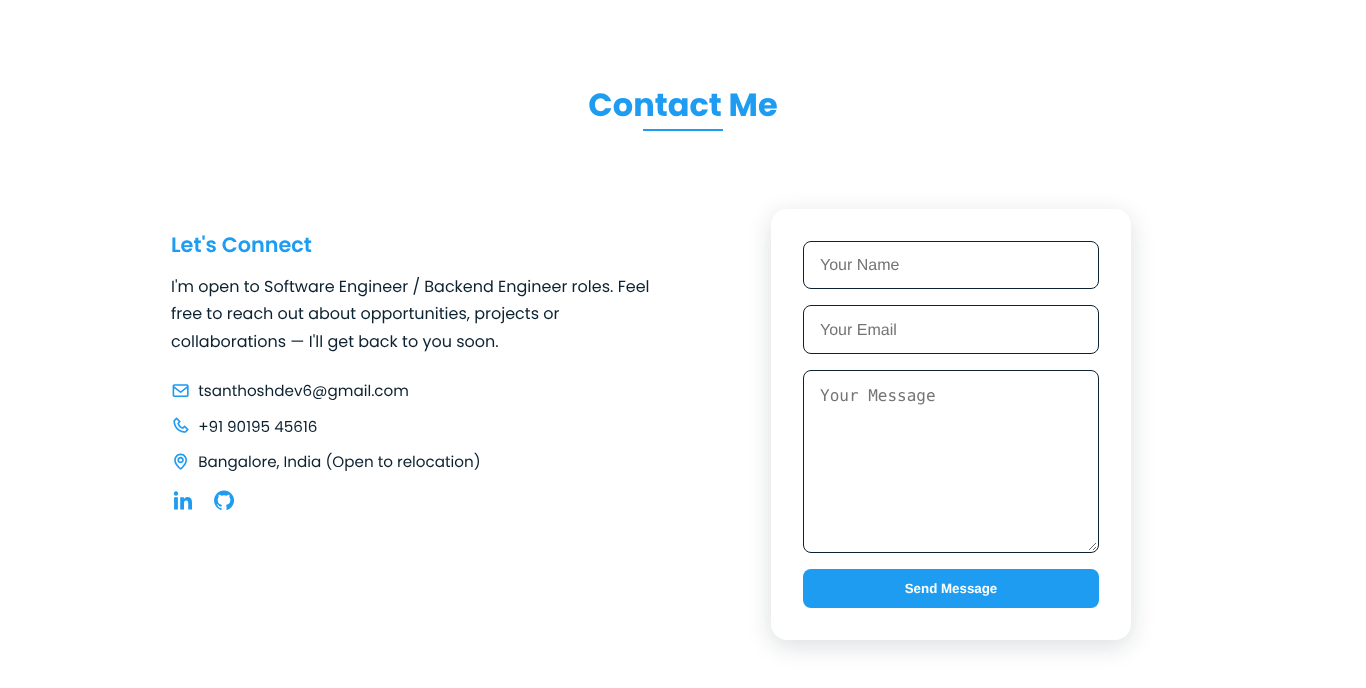 Contact Me
Let's Connect
I'm open to Software Engineer / Backend Engineer roles. Feel
free to reach out about opportunities, projects or
collaborations — I'll get back to you soon.
tsanthoshdev6@gmail.com
+91 90195 45616
Bangalore, India (Open to relocation)
in
Your Name
Your Email
Your Message
Send Message